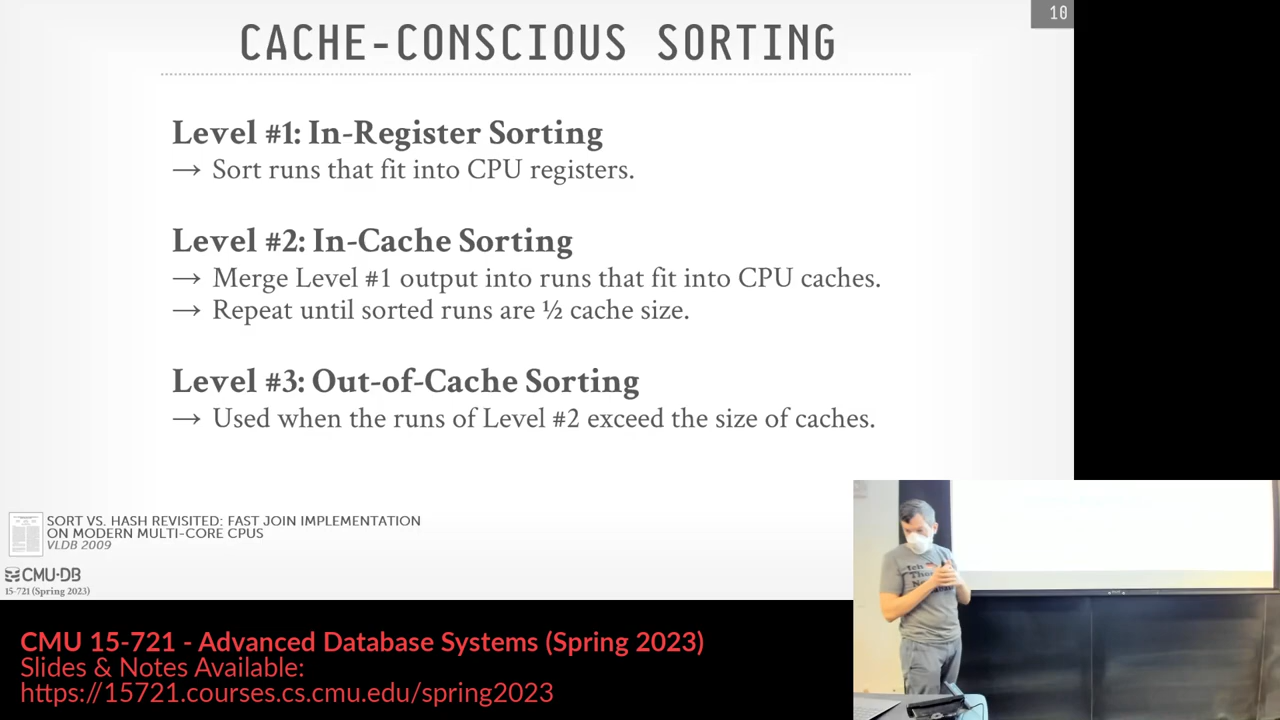 10
CACHE-CONSCIOUS SORTING
Level #1: In-Register Sorting
→ Sort runs that fit into CPU registers.
Level #2: In-Cache Sorting
→ Merge Level #1 output into runs that fit into CPU caches.
→ Repeat until sorted runs are ½ cache size.
Level #3: Out-of-Cache Sorting
→ Used when the runs of Level #2 exceed the size of caches.
SORT VS. HASH REVISITED: FAST JOIN IMPLEMENTATION
ON MODERN MULTI-CORE CPUS
VLDB 2009
CMU·DB
15-721 (Spring 2023)
Ich
CMU 15-721 - Advanced Database Systems (Spring 2023)
Slides & Notes Available:
https://15721.courses.cs.cmu.edu/spring2023